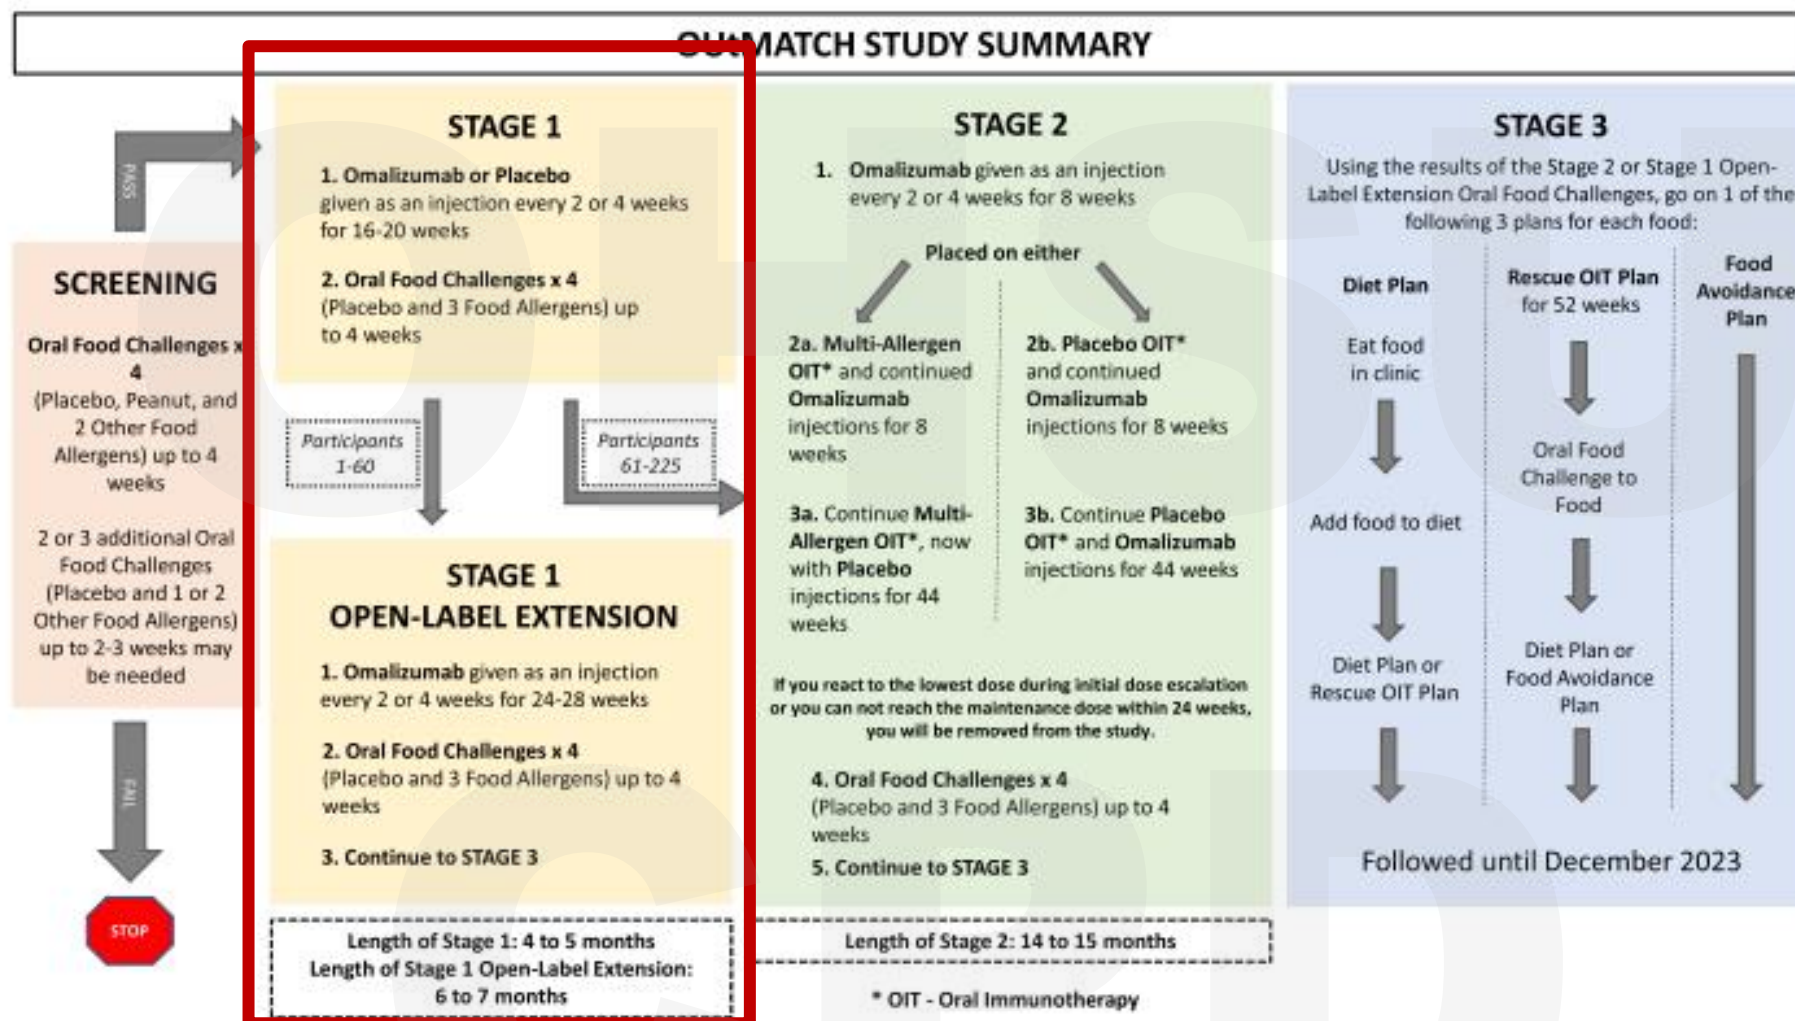 OUtMATCH STUDY SUMMARY
PASS
SCREENING
Oral Food Challenges x
4
(Placebo, Peanut, and
2 Other Food
Allergens) up to 4
weeks
2 or 3 additional Oral
Food Challenges
(Placebo and 1 or 2
Other Food Allergens)
up to 2-3 weeks may
be needed
FAIL
STOP
STAGE 1
1. Omalizumab or Placebo
given as an injection every 2 or 4 weeks
for 16-20 weeks
2. Oral Food Challenges x 4
(Placebo and 3 Food Allergens) up
to 4 weeks
Participants
1-60
Participants
61-225
STAGE 1
OPEN-LABEL EXTENSION
1. Omalizumab given as an injection
every 2 or 4 weeks for 24-28 weeks
2. Oral Food Challenges x 4
(Placebo and 3 Food Allergens) up to 4
weeks
3. Continue to STAGE 3
Length of Stage 1: 4 to 5 months
Length of Stage 1 Open-Label Extension:
6 to 7 months
STAGE 2
1. Omalizumab given as an injection
every 2 or 4 weeks for 8 weeks
Placed on either
2a. Multi-Allergen
OIT* and continued
Omalizumab
injections for 8
weeks
3a. Continue Multi-
Allergen OIT*, now
with Placebo
injections for 44
weeks
2b. Placebo OIT*
and continued
Omalizumab
injections for 8 weeks
3b. Continue Placebo
OIT* and Omalizumab
injections for 44 weeks
If you react to the lowest dose during initial dose escalation
or you can not reach the maintenance dose within 24 weeks,
you will be removed from the study.
4. Oral Food Challenges x 4
(Placebo and 3 Food Allergens) up to 4
weeks
5. Continue to STAGE 3
Length of Stage 2: 14 to 15 months
* OIT - Oral Immunotherapy
STAGE 3
Using the results of the Stage 2 or Stage 1 Open-
Label Extension Oral Food Challenges, go on 1 of the
following 3 plans for each food:
Diet Plan
Eat food
in clinic
Add food to diet
Diet Plan or
Rescue OIT Plan
Rescue OIT Plan
for 52 weeks
Oral Food
Challenge to
Food
Diet Plan or
Food Avoidance
Plan
Food
Avoidance
Plan
Followed until December 2023
OHSU
CPD